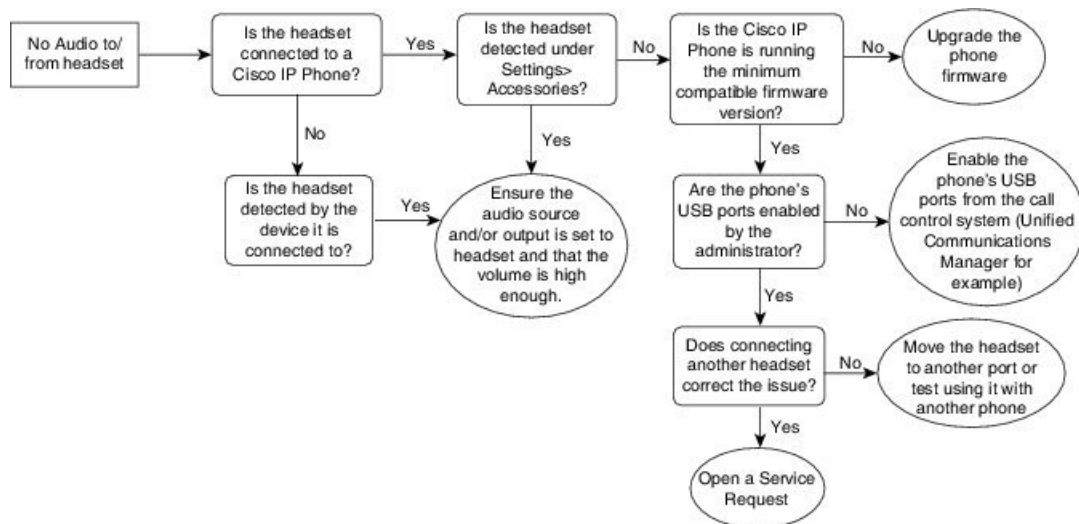 No Audio to/
from headset
Is the headset
connected to a
Cisco IP Phone?
Yes
Is the headset
detected under
Settings>
Accessories?
No
Is the Cisco IP
Phone is running
the minimum
compatible firmware
version?
No
Upgrade the
phone
firmware
No
Yes
Yes
Is the headset
detected by the
device it is
connected to?
Yes
Ensure the
audio source
and/or output is set to
headset and that the
volume is high
enough.
Are the phone's
USB ports enabled
by the
administrator?
No
Enable the
phone's USB
ports from the call
control system (Unified
Communications
Manager for
example)
Yes
Does connecting
another headset
correct the issue?
No
Move the headset
to another port or
test using it with
another phone
Yes
Open a Service
Request